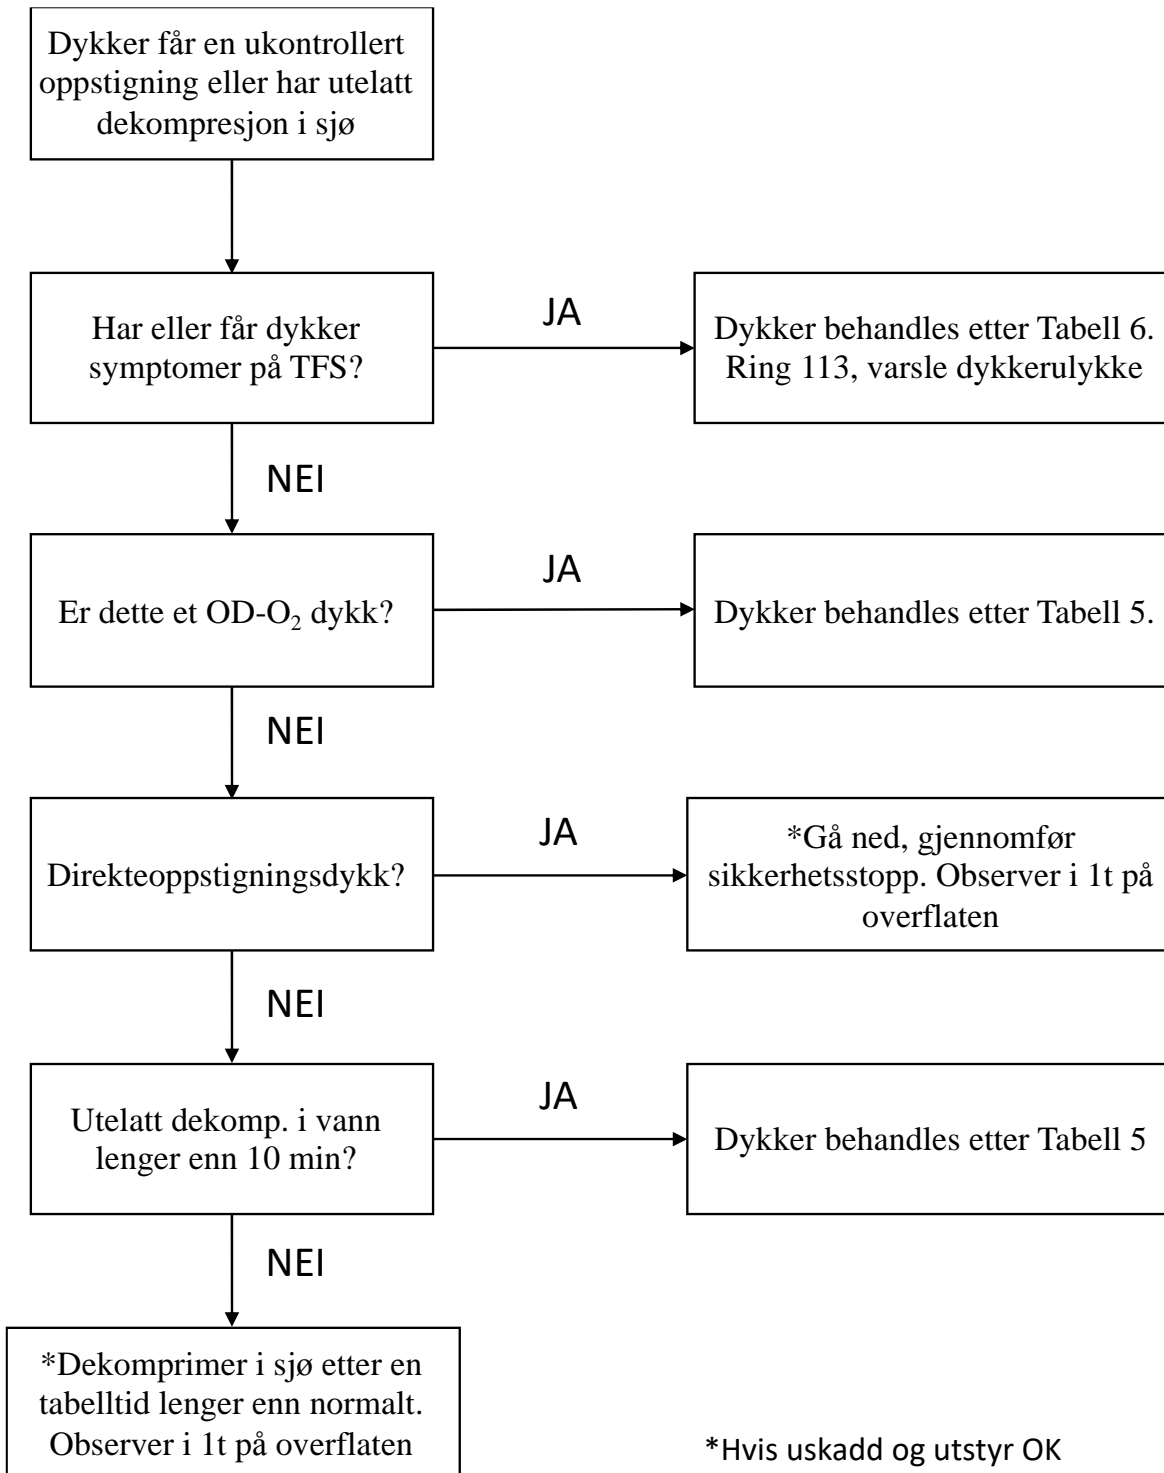 Dykker får en ukontrollert
oppstigning eller har utelatt
dekompresjon i sjø
Har eller får dykker
symptomer på TFS?
JA
Dykker behandles etter Tabell 6.
Ring 113, varsle dykkerulykke
NEI
Er dette et OD-O₂ dykk?
JA
Dykker behandles etter Tabell 5.
NEI
Direkteoppstigningsdykk?
JA
*Gå ned, gjennomfør
sikkerhetsstopp. Observer i 1t på
overflaten
NEI
Utelatt dekomp. i vann
lenger enn 10 min?
JA
Dykker behandles etter Tabell 5
NEI
*Dekomprimer i sjø etter en
tabelltid lenger enn normalt.
Observer i 1t på overflaten
*Hvis uskadd og utstyr OK